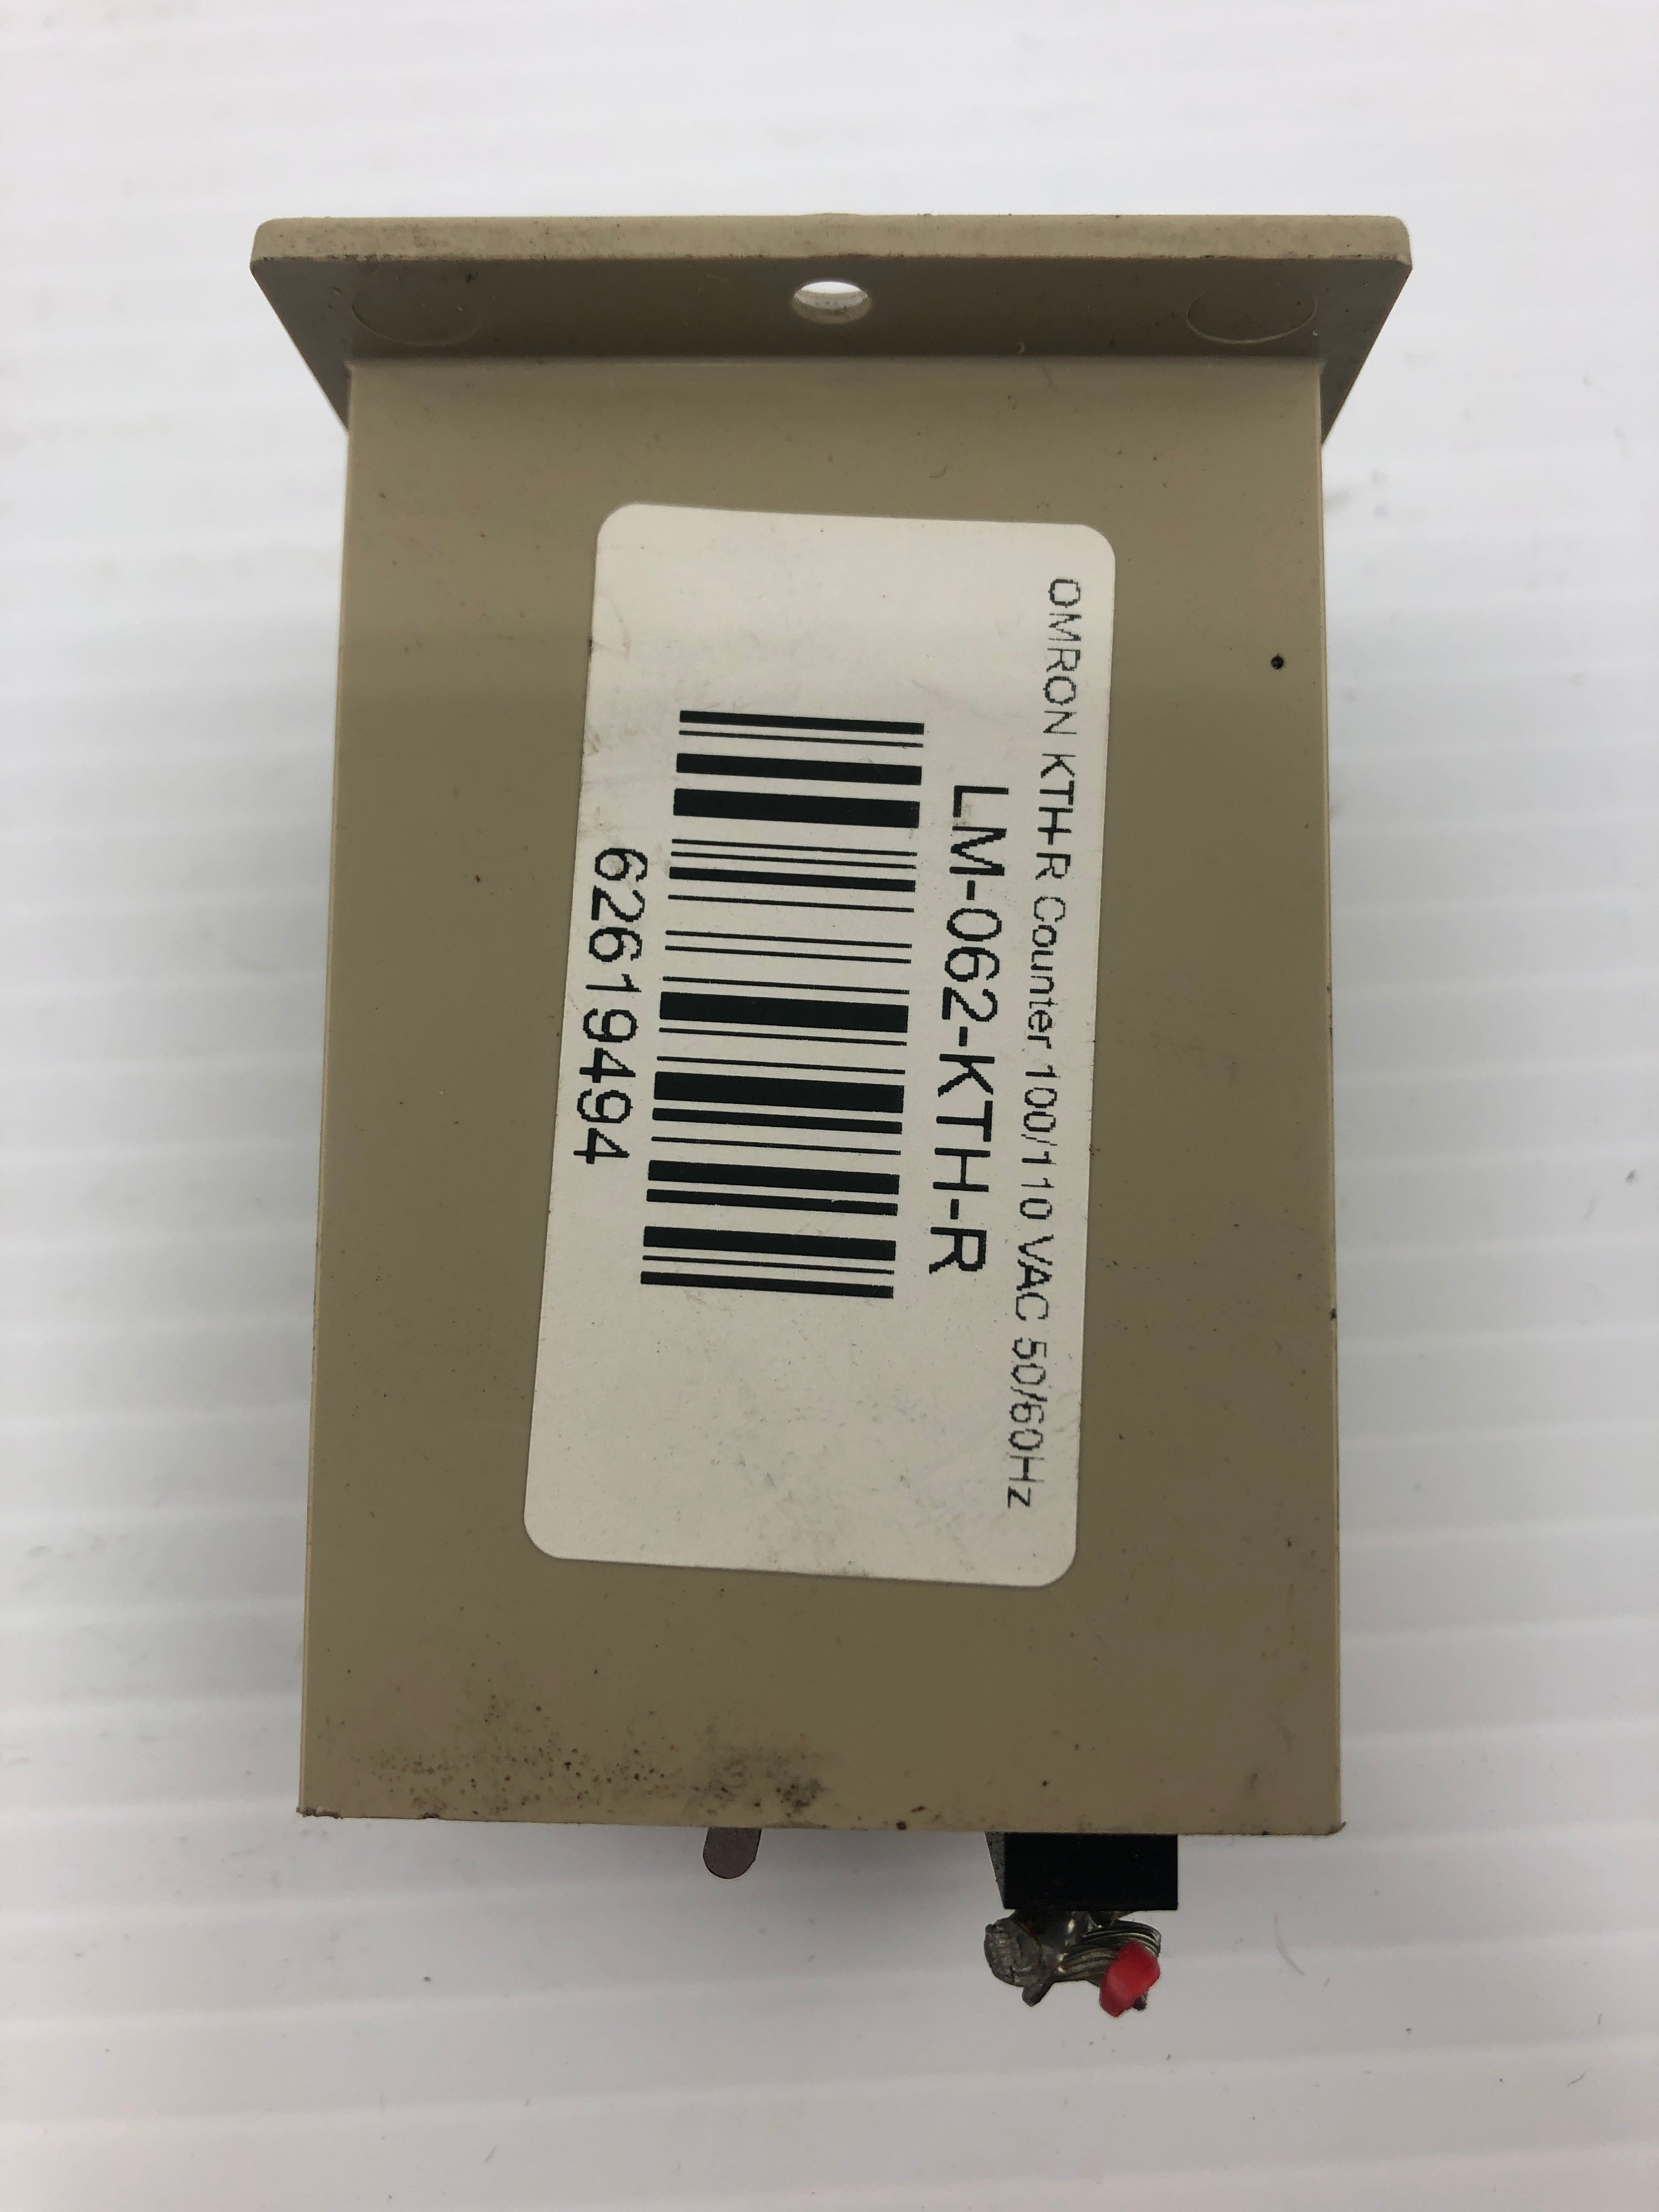 OMRON KTH-R Counter 100/110 VAC 50/60Hz
LM-062-KTH-R
62619494